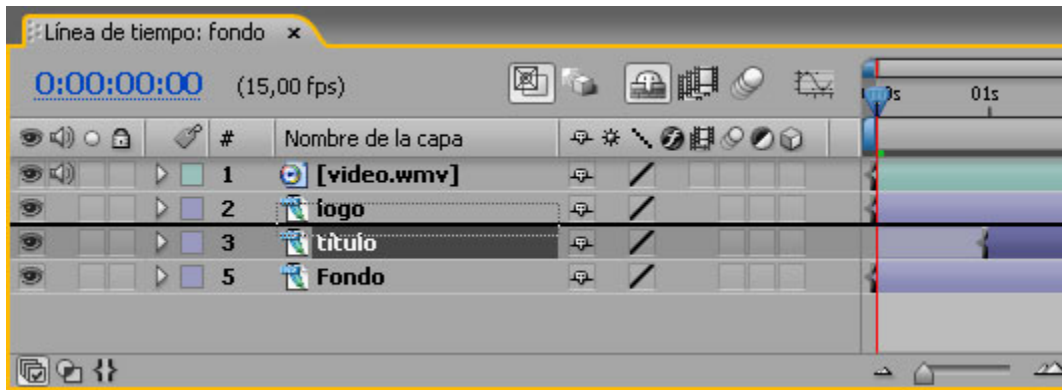 Línea de tiempo: fondo ×
0:00:00:00 (15,00 fps)
0s 01s
# Nombre de la capa
1 [video.wmv]
2 logo
3 título
5 Fondo